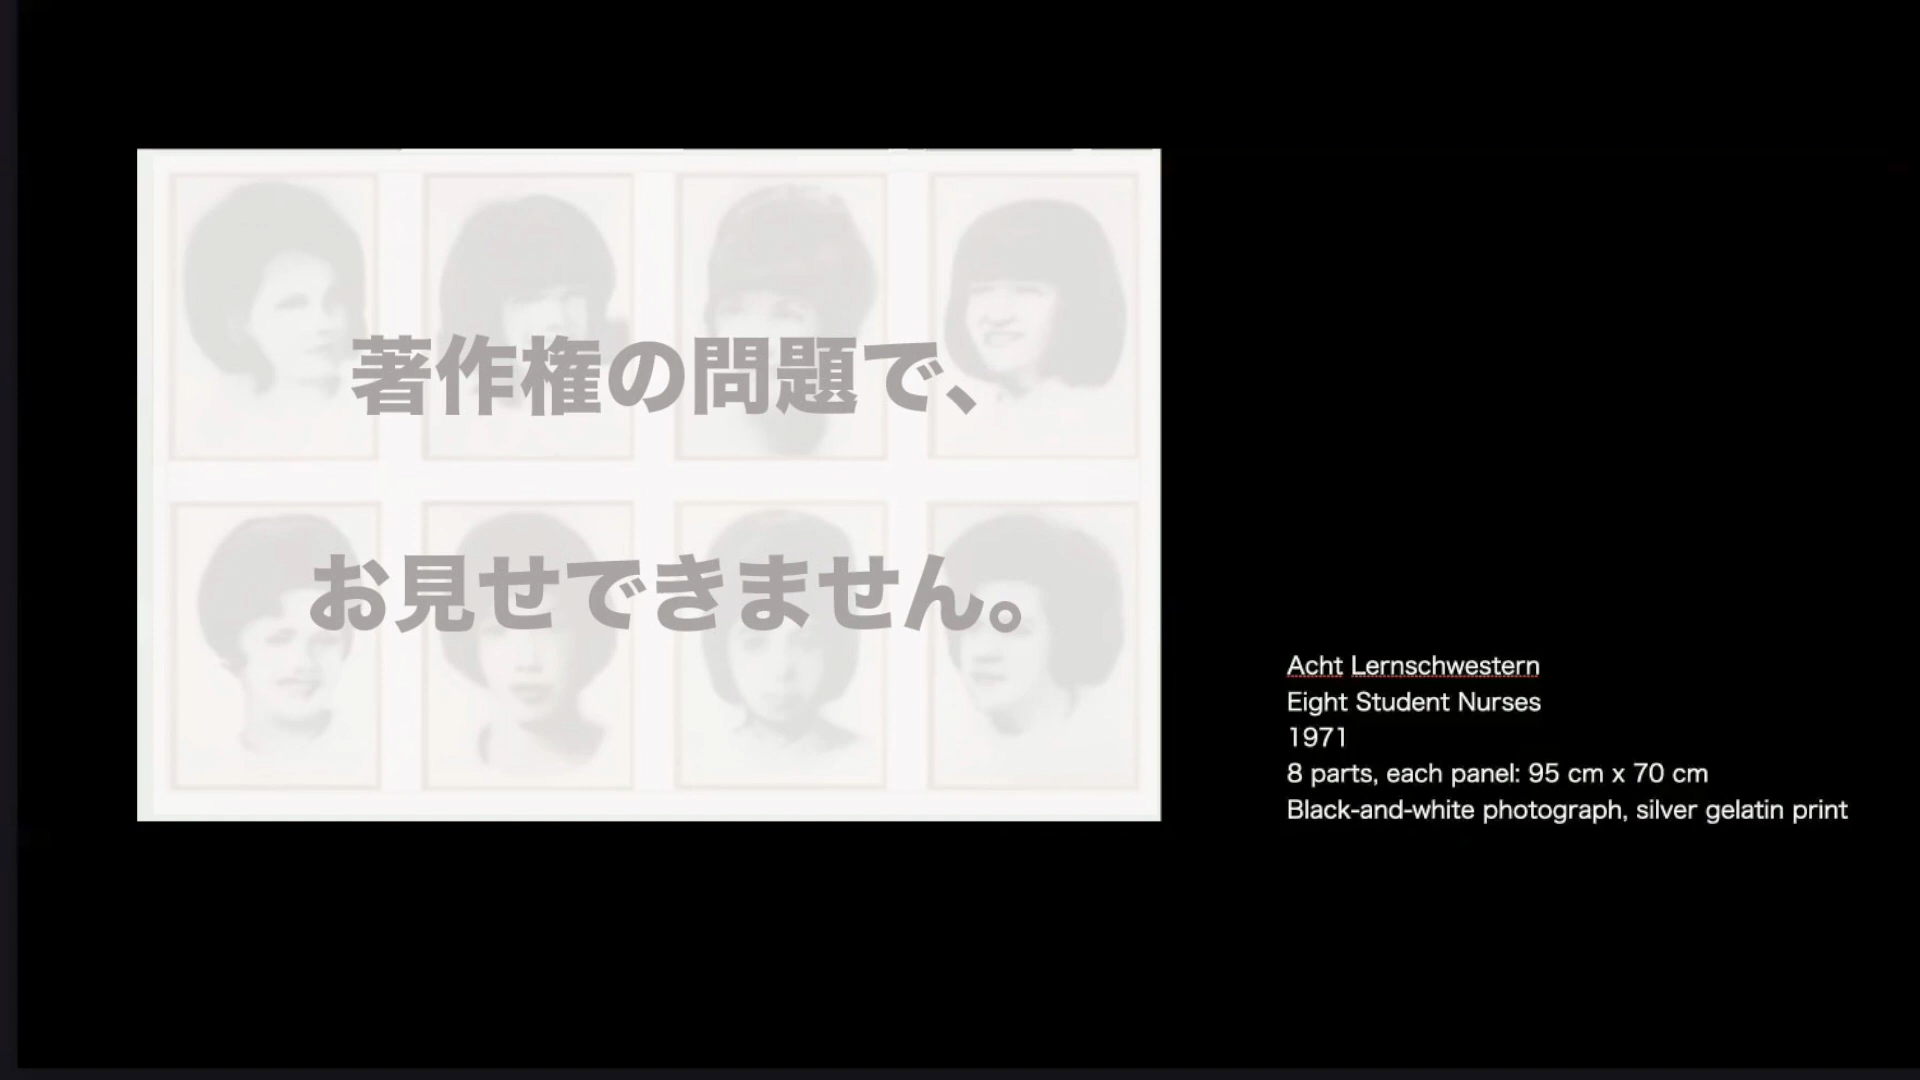 著作権の問題で、
お見せできません。
Acht Lernschwestern
Eight Student Nurses
1971
8 parts, each panel: 95 cm x 70 cm
Black-and-white photograph, silver gelatin print